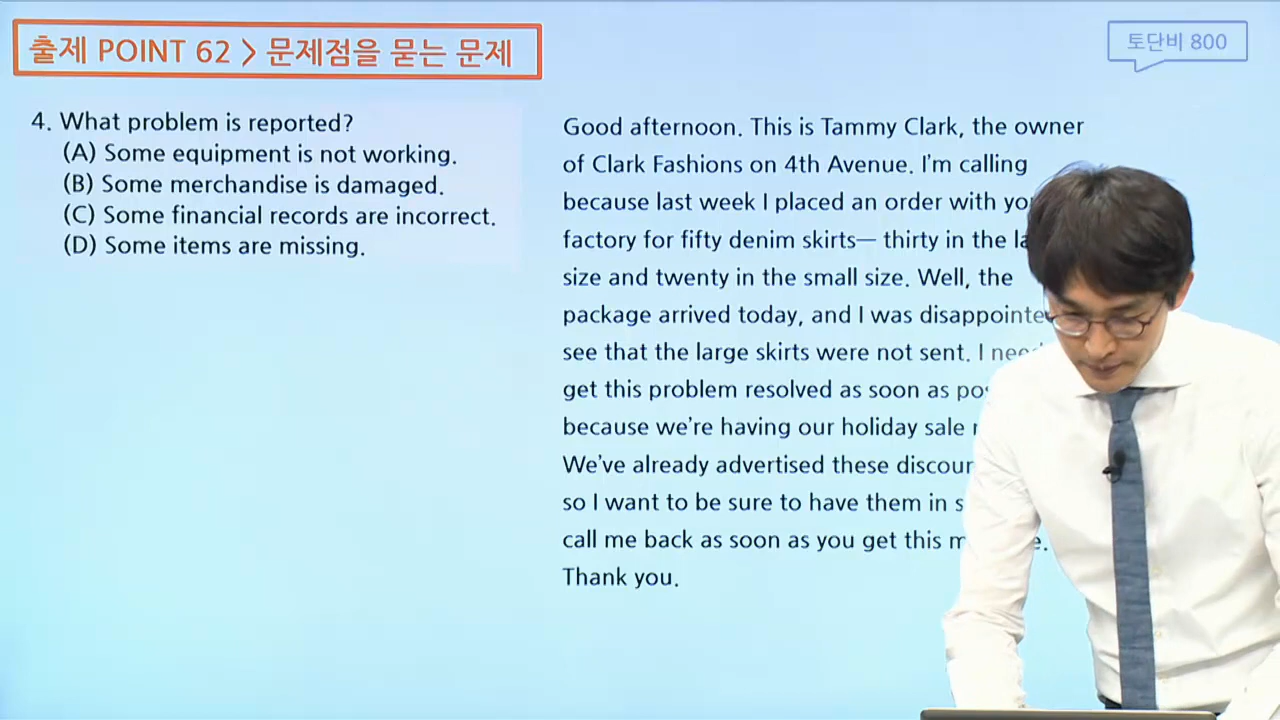 출제 POINT 62 > 문제점을 묻는 문제
토단비 800
4. What problem is reported?
(A) Some equipment is not working.
(B) Some merchandise is damaged.
(C) Some financial records are incorrect.
(D) Some items are missing.
Good afternoon. This is Tammy Clark, the owner
of Clark Fashions on 4th Avenue. I'm calling
because last week I placed an order with
factory for fifty denim skirts— thirty in the
size and twenty in the small size. Well, the
package arrived today, and I was
see that the large skirts were not sent. I
get this problem resolved as soon as
because we're having our holiday sale
We've already advertised these
so I want to be sure to have them in
call me back as soon as you get this
Thank you.